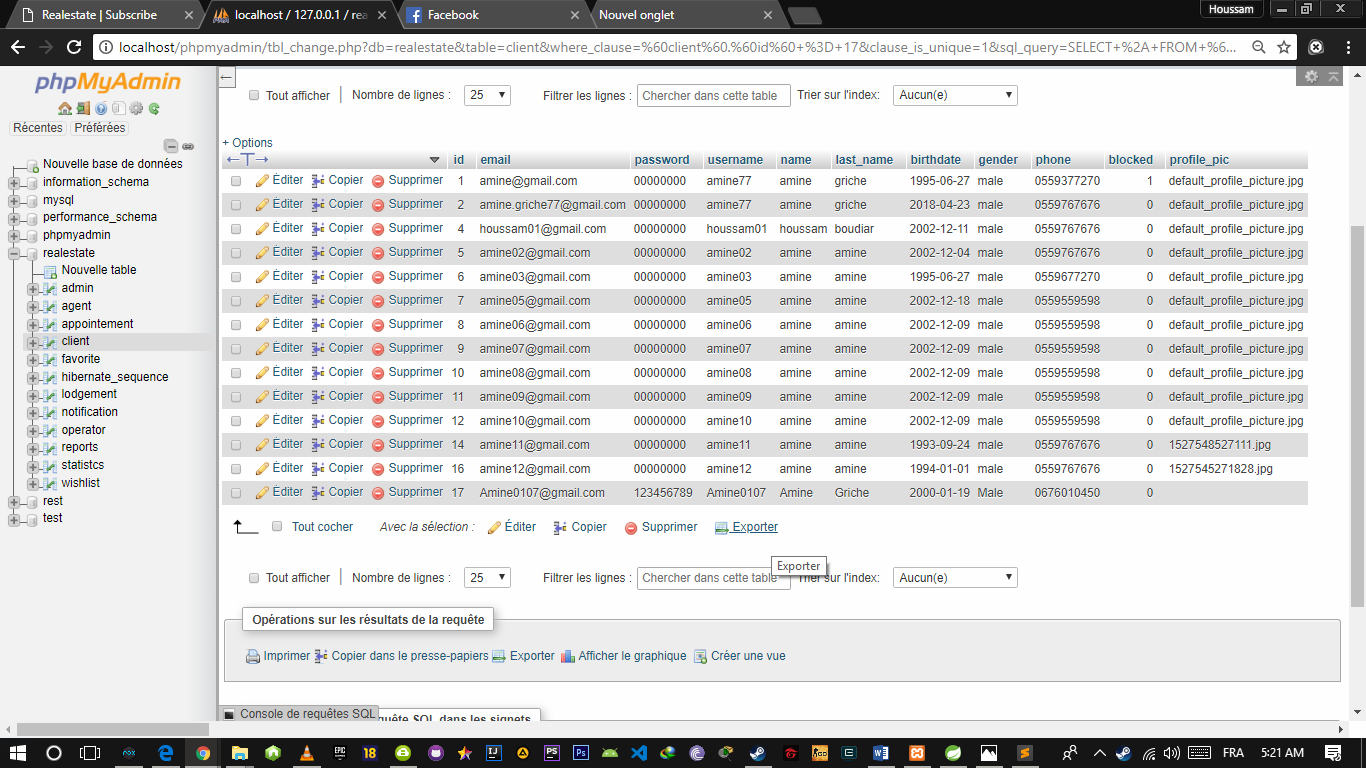 Realestate | Subscribe localhost / 127.0.0.1 / rea Facebook Nouvel onglet Houssam
localhost/phpmyadmin/tbl_change.php?db=realestate&table=client&where_clause=%60client%60.%60id%60+%3D+17&clause_is_unique=1&sql_query=SELECT+%2A+FROM+%6...
phpMyAdmin
Récentes Préférées
Nouvelle base de données
information_schema
mysql
performance_schema
phpmyadmin
realestate
Nouvelle table
admin
agent
appointement
client
favorite
hibernate_sequence
lodgement
notification
operator
reports
statistcs
wishlist
rest
test
Tout afficher Nombre de lignes : 25 Filtrer les lignes : Chercher dans cette table Trier sur l'index: Aucun(e)
+ Options
←T→ id email password username name last_name birthdate gender phone blocked profile_pic
Éditer Copier Supprimer 1 amine@gmail.com 00000000 amine77 amine griche 1995-06-27 male 0559377270 1 default_profile_picture.jpg
Éditer Copier Supprimer 2 amine.griche77@gmail.com 00000000 amine77 amine griche 2018-04-23 male 0559767676 0 default_profile_picture.jpg
Éditer Copier Supprimer 4 houssam01@gmail.com 00000000 houssam01 houssam boudiar 2002-12-11 male 0559767676 0 default_profile_picture.jpg
Éditer Copier Supprimer 5 amine02@gmail.com 00000000 amine02 amine amine 2002-12-04 male 0559767676 0 default_profile_picture.jpg
Éditer Copier Supprimer 6 amine03@gmail.com 00000000 amine03 amine amine 1995-06-27 male 0559677270 0 default_profile_picture.jpg
Éditer Copier Supprimer 7 amine05@gmail.com 00000000 amine05 amine amine 2002-12-18 male 0559559598 0 default_profile_picture.jpg
Éditer Copier Supprimer 8 amine06@gmail.com 00000000 amine06 amine amine 2002-12-09 male 0559559598 0 default_profile_picture.jpg
Éditer Copier Supprimer 9 amine07@gmail.com 00000000 amine07 amine amine 2002-12-09 male 0559559598 0 default_profile_picture.jpg
Éditer Copier Supprimer 10 amine08@gmail.com 00000000 amine08 amine amine 2002-12-09 male 0559559598 0 default_profile_picture.jpg
Éditer Copier Supprimer 11 amine09@gmail.com 00000000 amine09 amine amine 2002-12-09 male 0559559598 0 default_profile_picture.jpg
Éditer Copier Supprimer 12 amine10@gmail.com 00000000 amine10 amine amine 2002-12-09 male 0559559598 0 default_profile_picture.jpg
Éditer Copier Supprimer 14 amine11@gmail.com 00000000 amine11 amine amine 1993-09-24 male 0559767676 0 1527548527111.jpg
Éditer Copier Supprimer 16 amine12@gmail.com 00000000 amine12 amine amine 1994-01-01 male 0559767676 0 1527545271828.jpg
Éditer Copier Supprimer 17 Amine0107@gmail.com 123456789 Amine0107 Amine Griche 2000-01-19 Male 0676010450 0
Tout cocher Avec la sélection : Éditer Copier Supprimer Exporter
Exporter
Tout afficher Nombre de lignes : 25 Filtrer les lignes : Chercher dans cette table Trier sur l'index: Aucun(e)
Opérations sur les résultats de la requête
Imprimer Copier dans le presse-papiers Exporter Afficher le graphique Créer une vue
Console de requêtes SQL quête SQL dans les signets
EPIC 18 IJ PS Ps FRA 5:21 AM